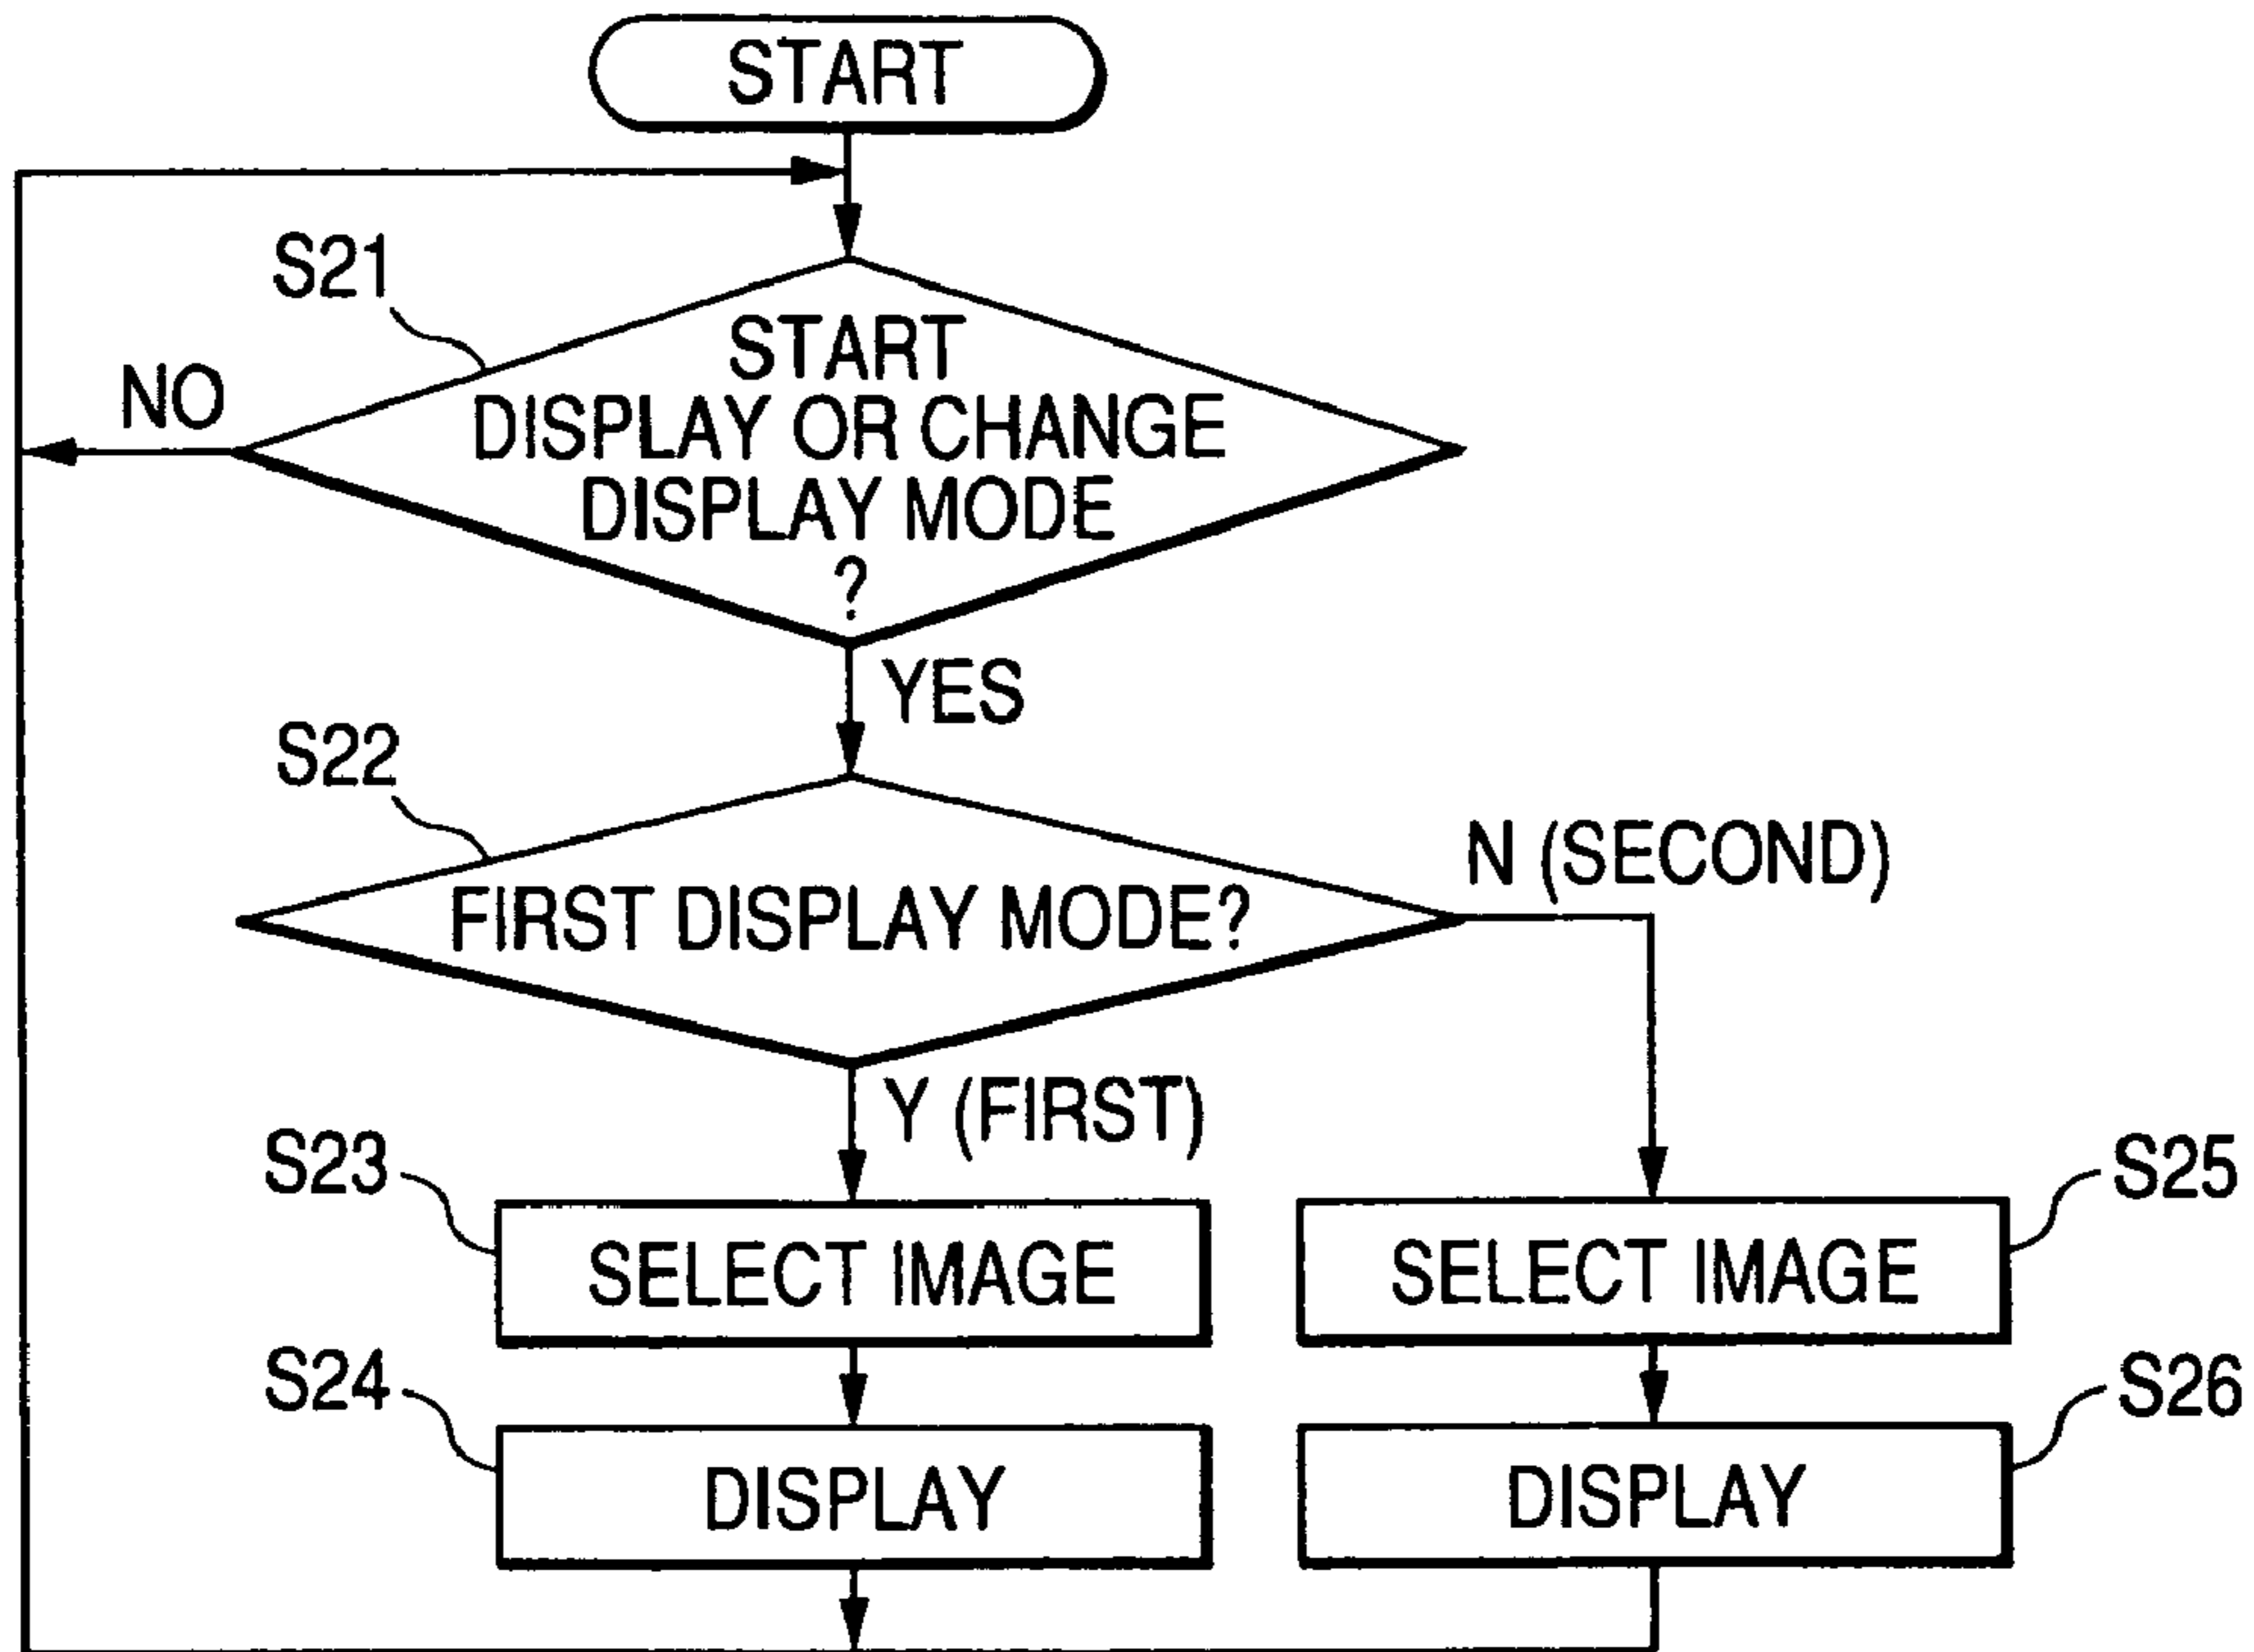 START
S21
START
DISPLAY OR CHANGE
DISPLAY MODE
?
NO
YES
S22
FIRST DISPLAY MODE?
N (SECOND)
Y (FIRST)
S23
SELECT IMAGE
S25
SELECT IMAGE
S24
DISPLAY
S26
DISPLAY